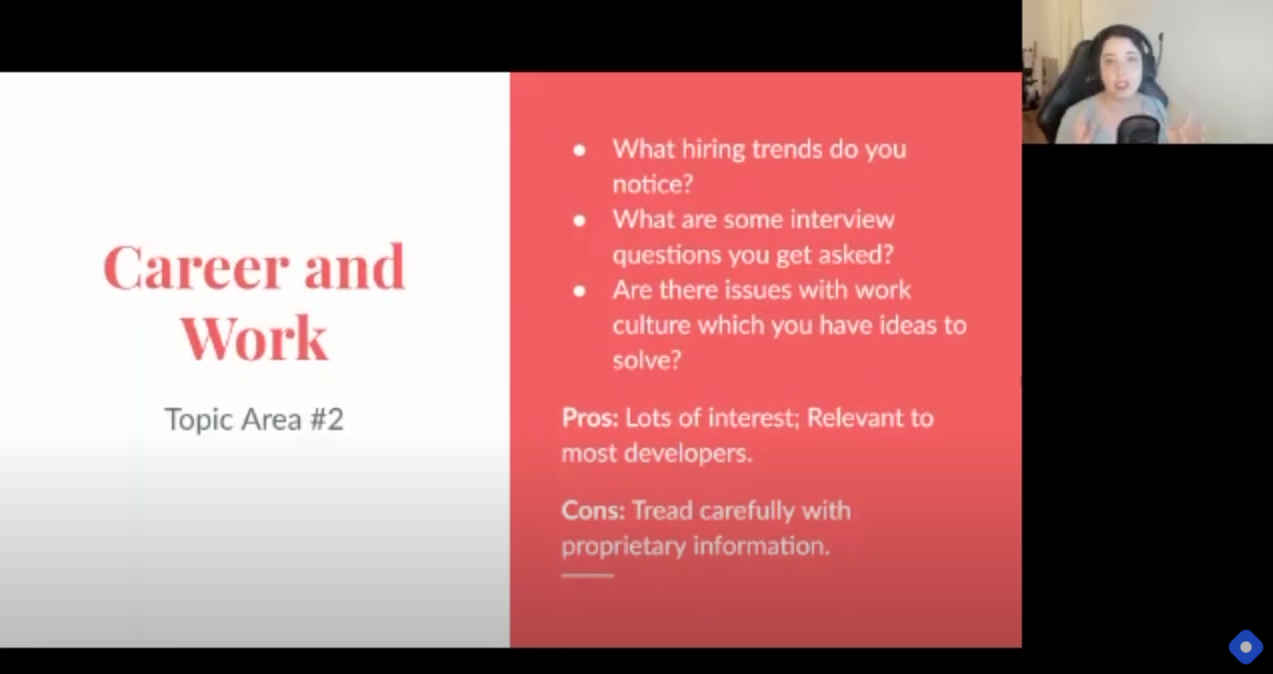 Career and
Work
Topic Area #2
● What hiring trends do you
notice?
● What are some interview
questions you get asked?
● Are there issues with work
culture which you have ideas to
solve?
Pros: Lots of interest; Relevant to
most developers.
Cons: Tread carefully with
proprietary information.